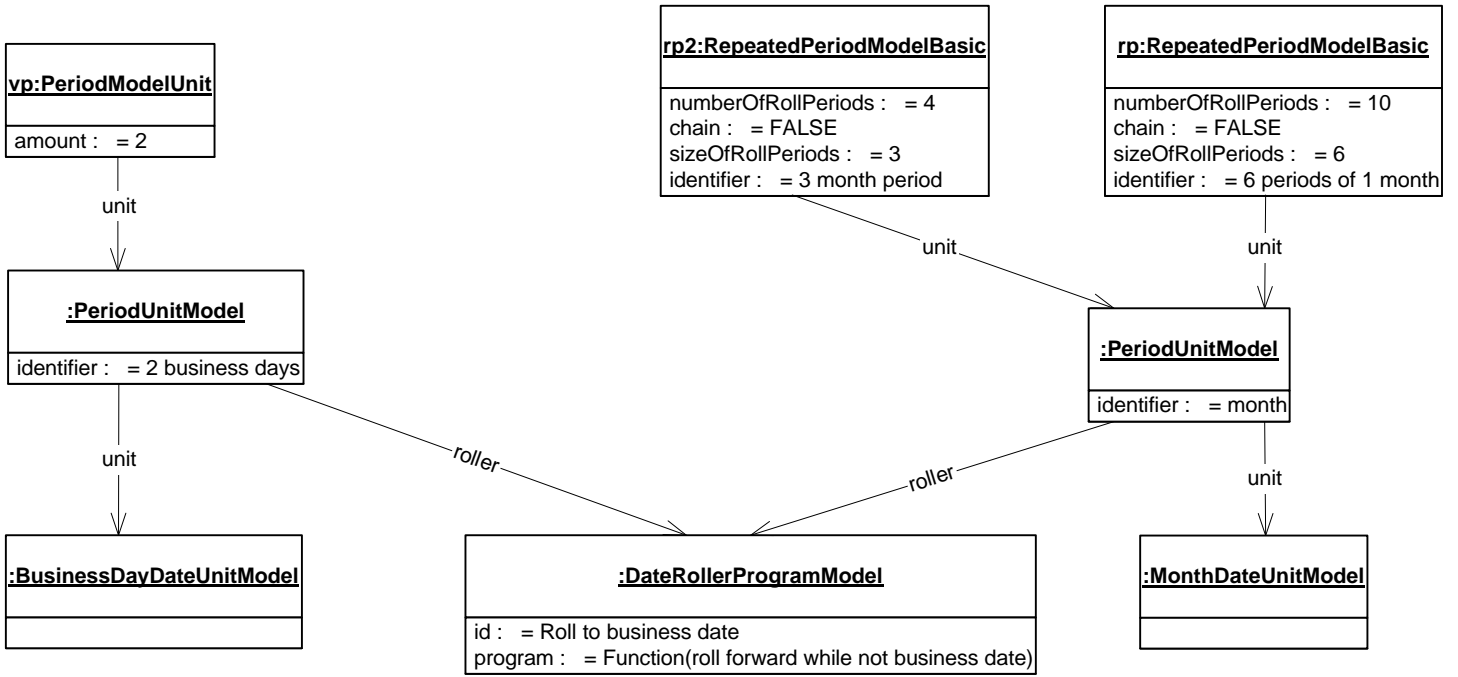 vp:PeriodModelUnit
amount :   = 2
rp2:RepeatedPeriodModelBasic
numberOfRollPeriods :   = 4
chain :   = FALSE
sizeOfRollPeriods :   = 3
identifier :   = 3 month period
rp:RepeatedPeriodModelBasic
numberOfRollPeriods :   = 10
chain :   = FALSE
sizeOfRollPeriods :   = 6
identifier :   = 6 periods of 1 month
unit
unit
unit
:PeriodUnitModel
identifier :   = 2 business days
:PeriodUnitModel
identifier :   = month
unit
roller
roller
unit
:BusinessDayDateUnitModel
:DateRollerProgramModel
id :   = Roll to business date
program :   = Function(roll forward while not business date)
:MonthDateUnitModel